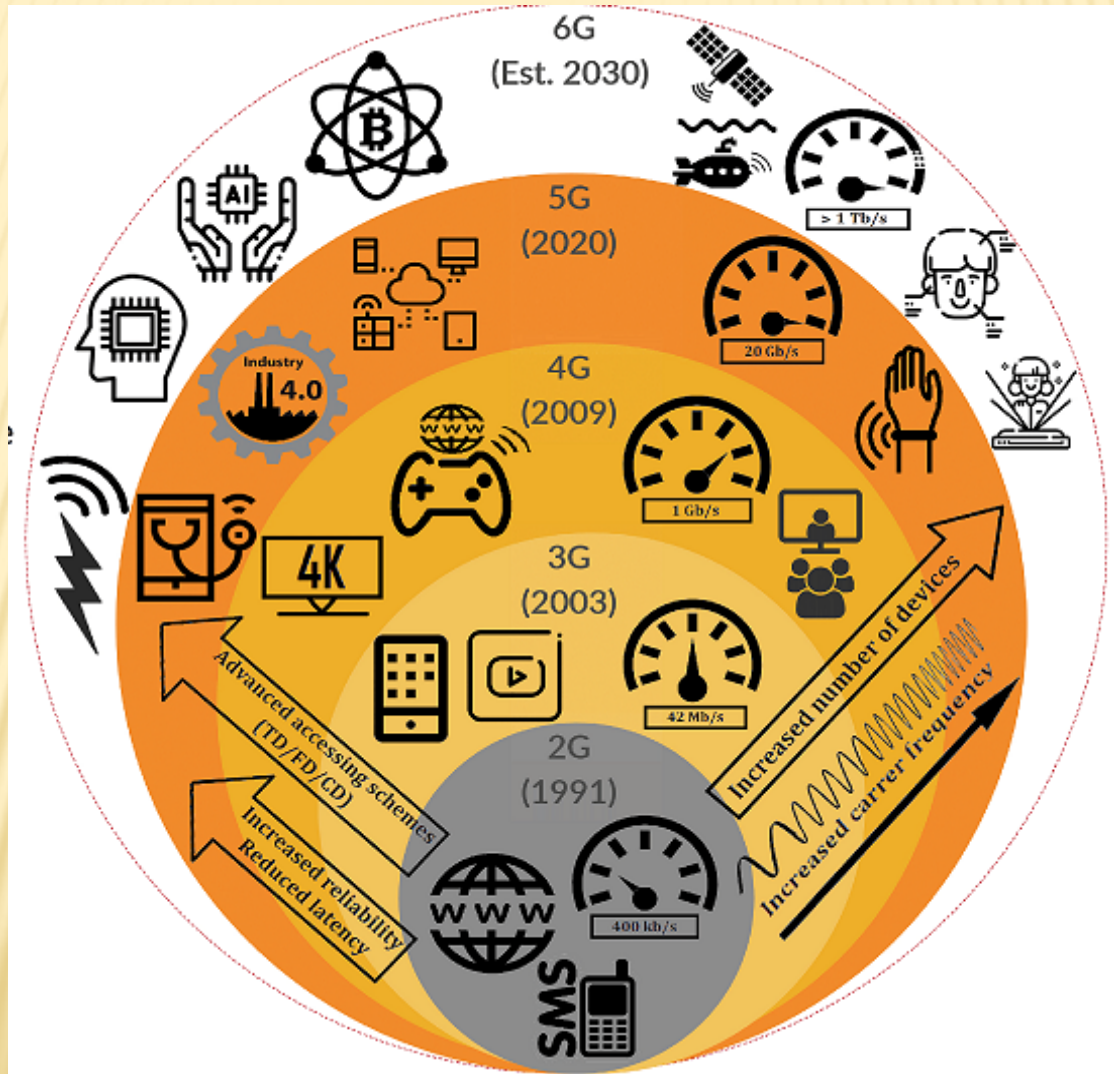 6G
(Est. 2030)
> 1 Tb/s
AI
5G
(2020)
20 Gb/s
Industry
4.0
4G
(2009)
W W W
1 Gb/s
4K
3G
(2003)
42 Mb/s
2G
(1991)
W W W
400 kb/s
SMS
Advanced accessing schemes
(TD/FD/CD)
Increased reliability
Reduced latency
Increased number of devices
Increased carrer frequency
e